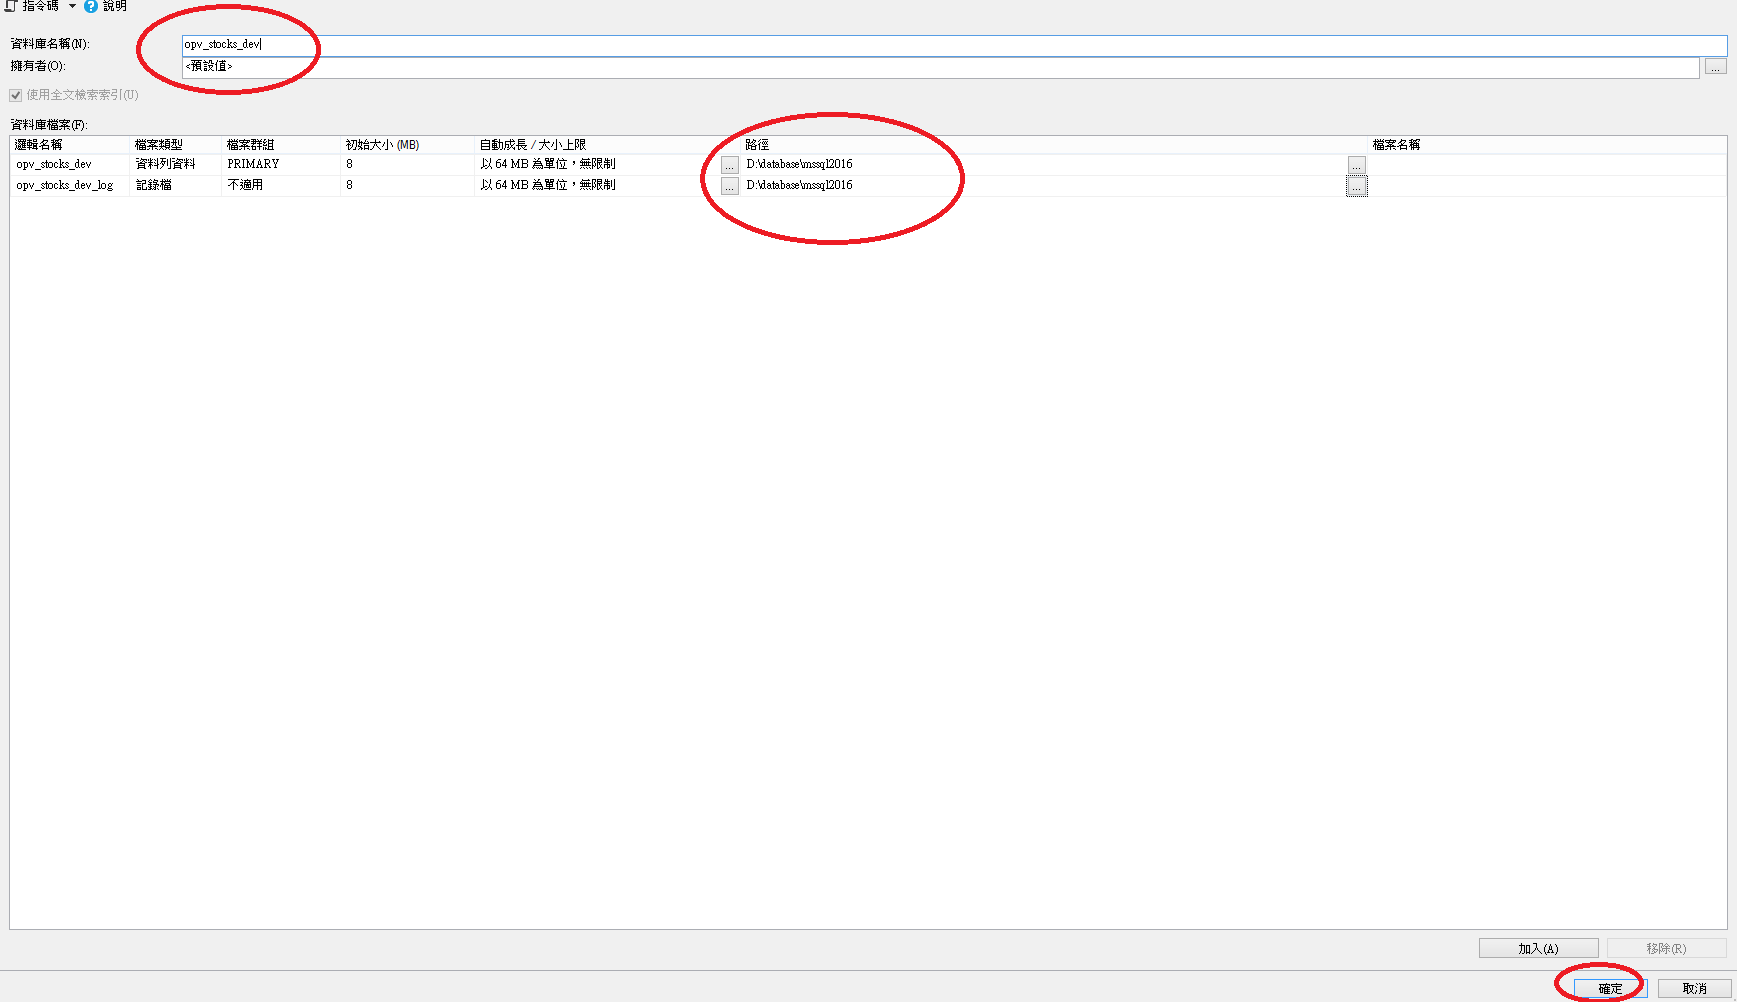 指令碼 ? 說明
資料庫名稱(N): opv_stocks_dev
擁有者(O): <預設值> ...
使用全文檢索索引(U)
資料庫檔案(F):
邏輯名稱 檔案類型 檔案群組 初始大小 (MB) 自動成長 / 大小上限 路徑 檔案名稱
opv_stocks_dev 資料列資料 PRIMARY 8 以 64 MB 為單位，無限制 ... D:\database\mssql2016 ...
opv_stocks_dev_log 記錄檔 不適用 8 以 64 MB 為單位，無限制 ... D:\database\mssql2016 ...
加入(A) 移除(R)
確定 取消